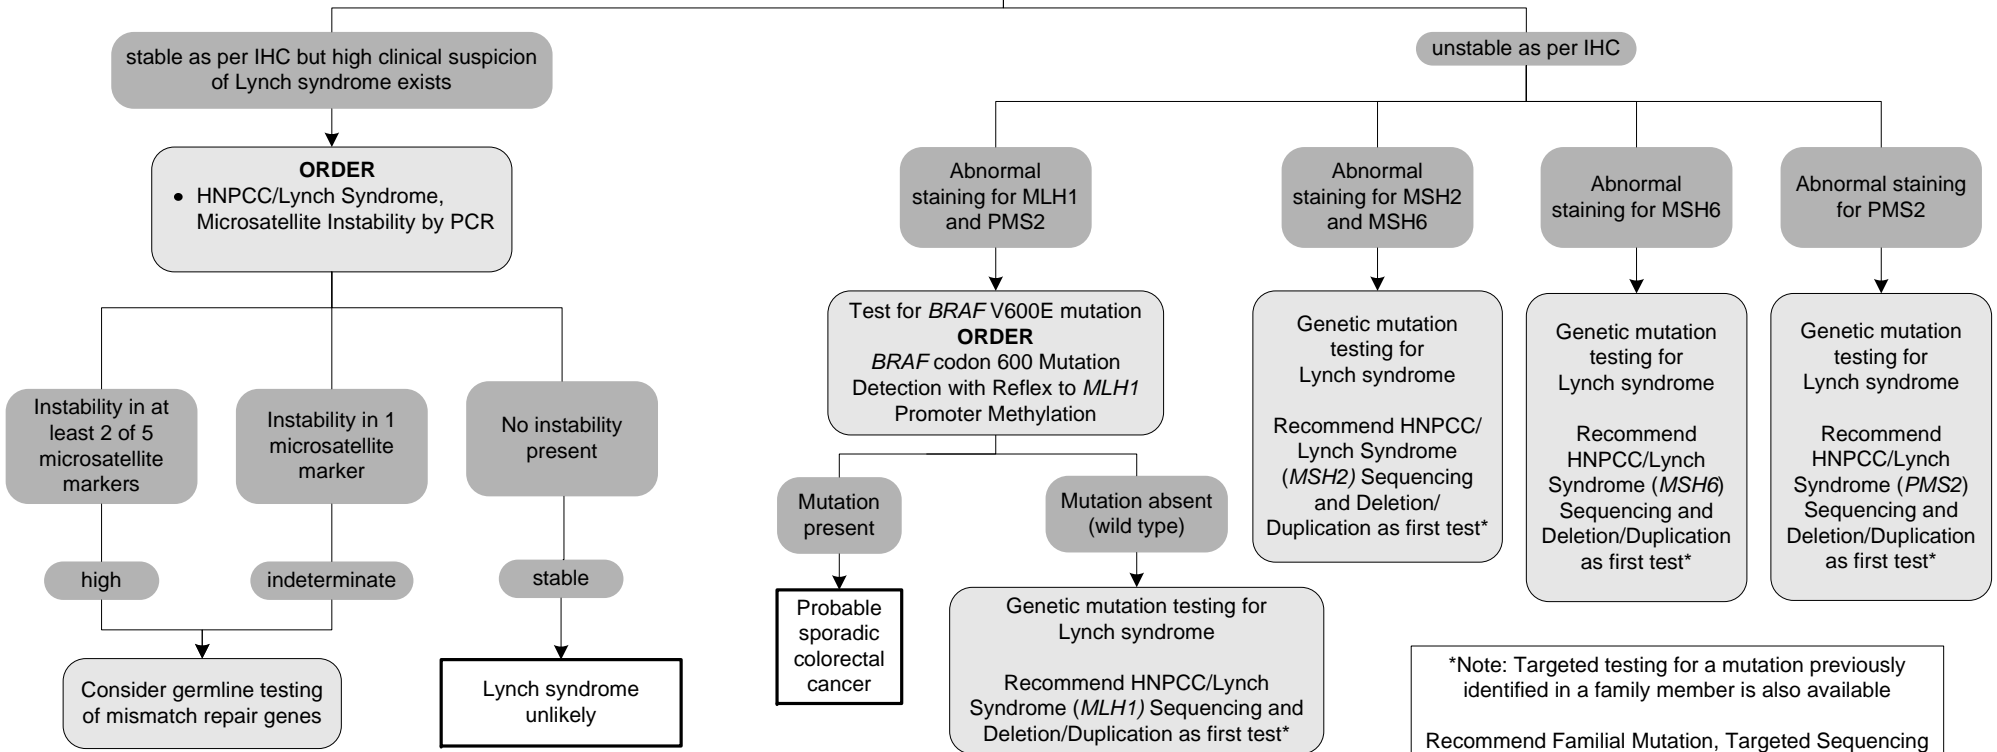 stable as per IHC but high clinical suspicion
of Lynch syndrome exists
ORDER
• HNPCC/Lynch Syndrome,
Microsatellite Instability by PCR
Instability in at
least 2 of 5
microsatellite
markers
Instability in 1
microsatellite
marker
No instability
present
high
indeterminate
stable
Consider germline testing
of mismatch repair genes
Lynch syndrome
unlikely
unstable as per IHC
Abnormal
staining for MLH1
and PMS2
Abnormal
staining for MSH2
and MSH6
Abnormal
staining for MSH6
Abnormal staining
for PMS2
Test for BRAF V600E mutation
ORDER
BRAF codon 600 Mutation
Detection with Reflex to MLH1
Promoter Methylation
Mutation
present
Mutation absent
(wild type)
Probable
sporadic
colorectal
cancer
Genetic mutation testing for
Lynch syndrome
Recommend HNPCC/Lynch
Syndrome (MLH1) Sequencing and
Deletion/Duplication as first test*
Genetic mutation
testing for
Lynch syndrome
Recommend HNPCC/
Lynch Syndrome
(MSH2) Sequencing
and Deletion/
Duplication as first test*
Genetic mutation
testing for
Lynch syndrome
Recommend
HNPCC/Lynch
Syndrome (MSH6)
Sequencing and
Deletion/Duplication
as first test*
Genetic mutation
testing for
Lynch syndrome
Recommend
HNPCC/Lynch
Syndrome (PMS2)
Sequencing and
Deletion/Duplication
as first test*
*Note: Targeted testing for a mutation previously
identified in a family member is also available
Recommend Familial Mutation, Targeted Sequencing